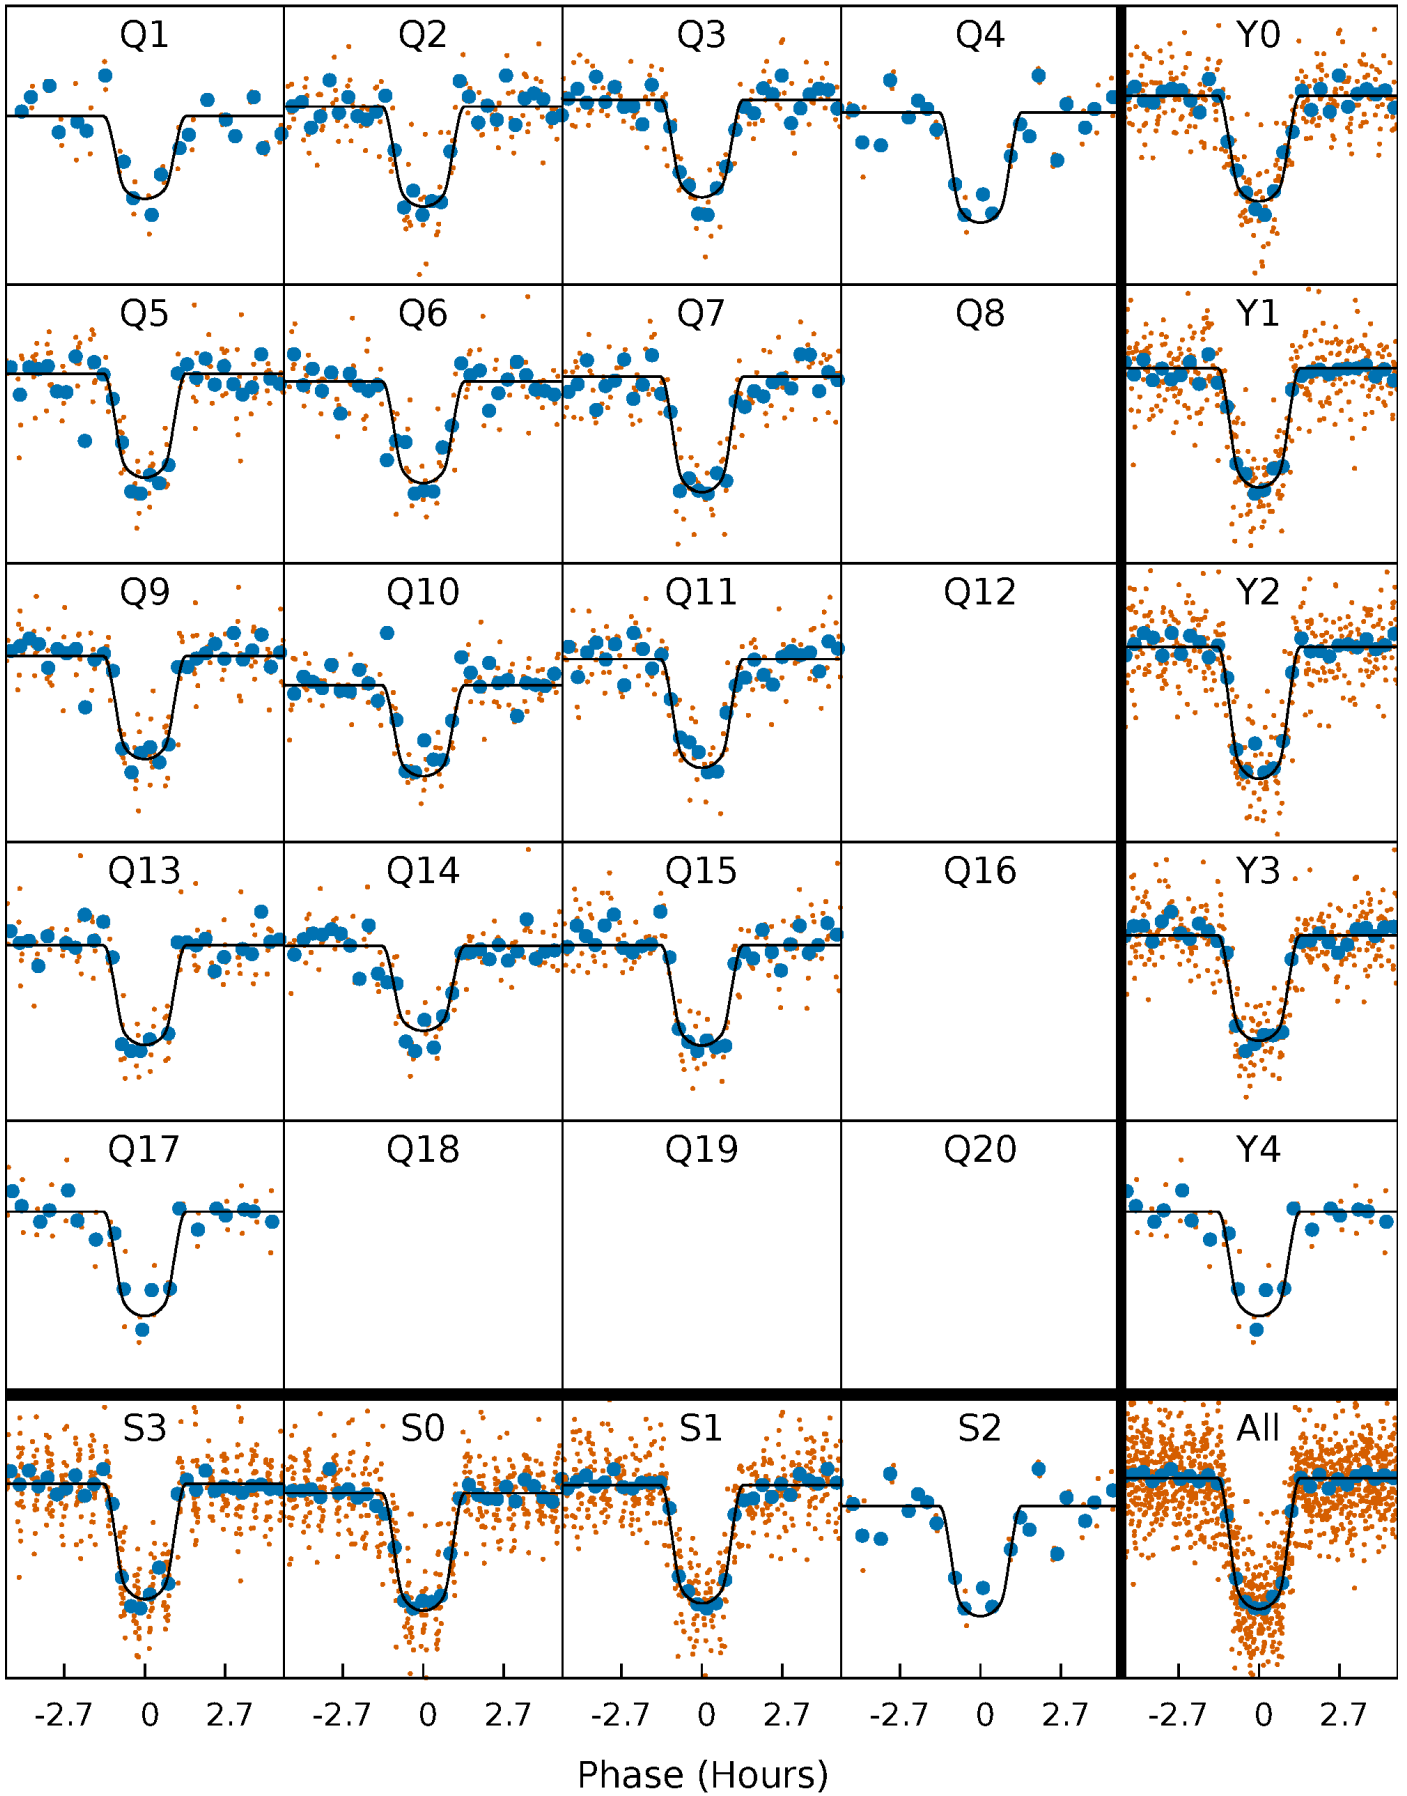 Q1 Q2 Q3 Q4 Y0
Q5 Q6 Q7 Q8 Y1
Q9 Q10 Q11 Q12 Y2
Q13 Q14 Q15 Q16 Y3
Q17 Q18 Q19 Q20 Y4
S3 S0 S1 S2 All
-2.7 0 2.7 -2.7 0 2.7 -2.7 0 2.7 -2.7 0 2.7 -2.7 0 2.7
Phase (Hours)